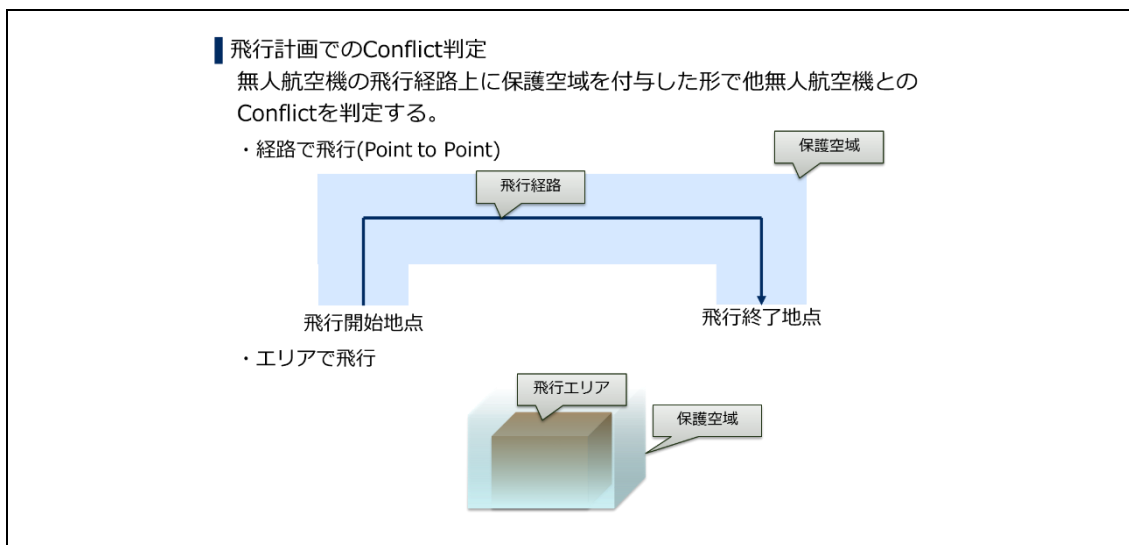 飛行計画でのConflict判定
無人航空機の飛行経路上に保護空域を付与した形で他無人航空機との
Conflictを判定する。
・経路で飛行(Point to Point)
保護空域
飛行経路
飛行開始地点
飛行終了地点
・エリアで飛行
飛行エリア
保護空域